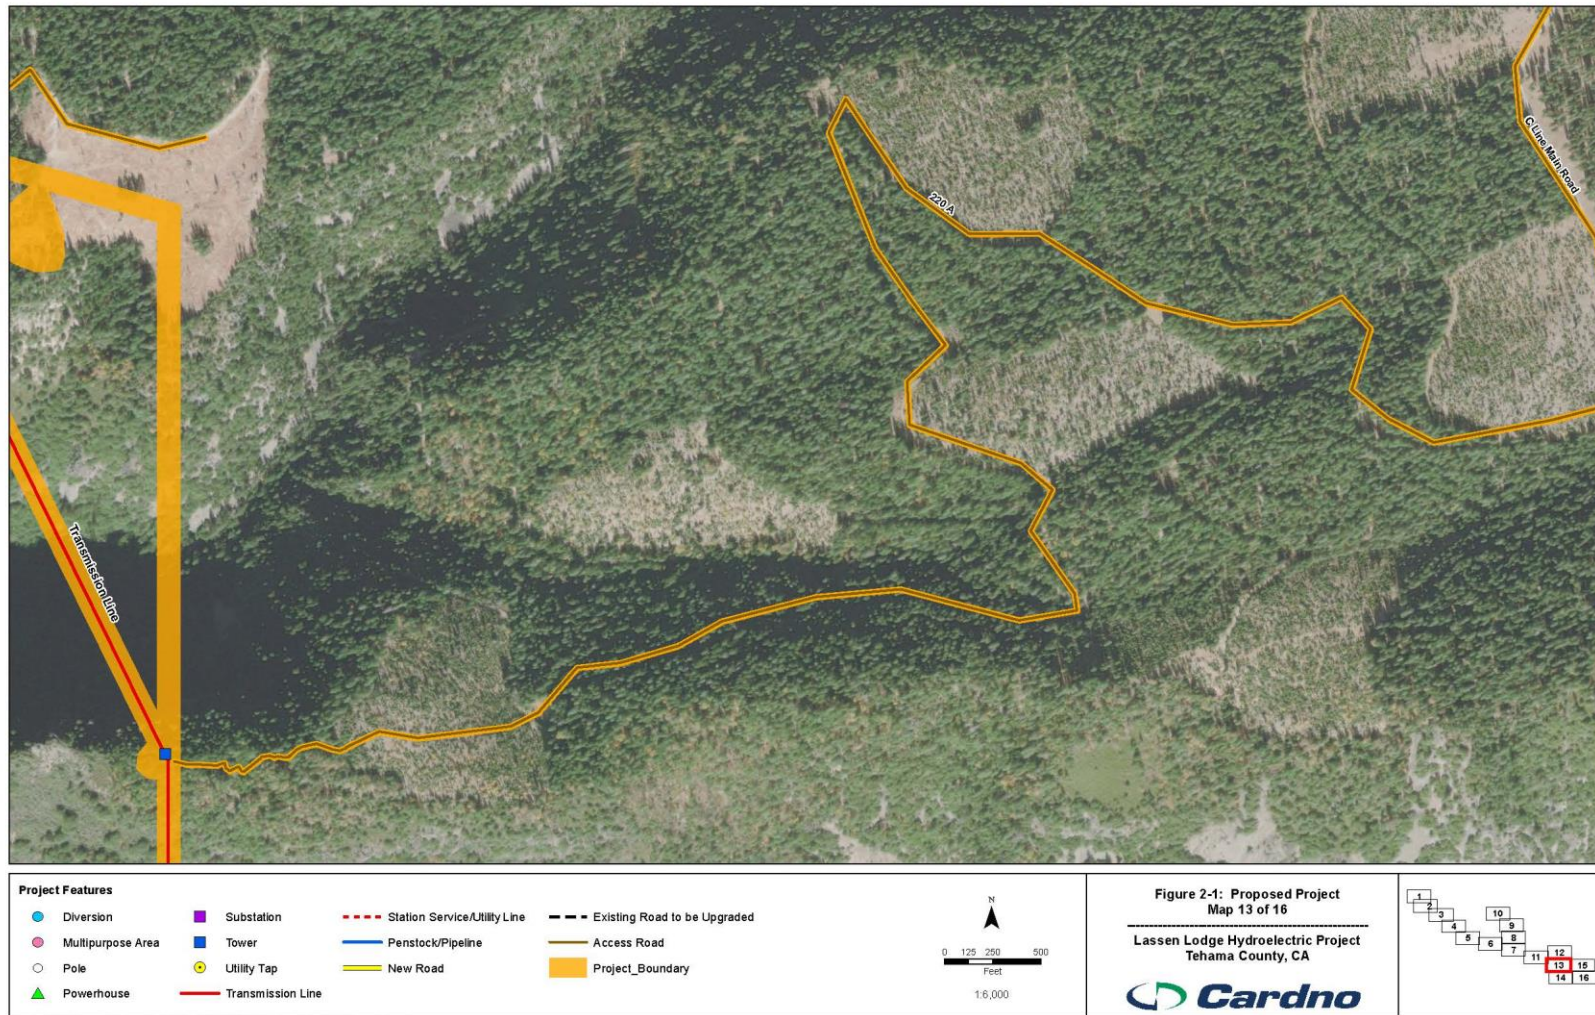 C Line Main Road
220 A
Transmission Line
Project Features
Diversion
Multipurpose Area
Pole
Powerhouse
Substation
Tower
Utility Tap
Transmission Line
Station Service/Utility Line
Penstock/Pipeline
New Road
Existing Road to be Upgraded
Access Road
Project_Boundary
N
0 125 250 500
Feet
1:6,000
Figure 2-1: Proposed Project
Map 13 of 16
Lassen Lodge Hydroelectric Project
Tehama County, CA
Cardno
1
2
3
4
5
6
10
9
8
7
11
12
13
15
14
16